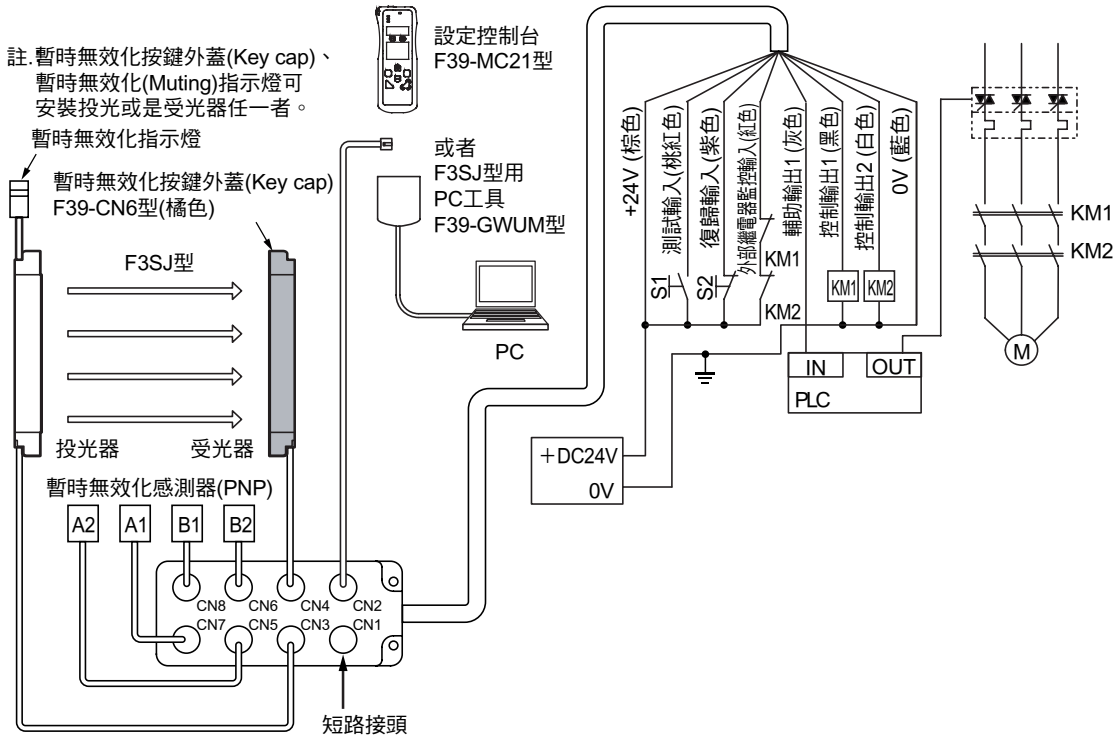 註.暫時無效化按鍵外蓋(Key cap)、
暫時無效化(Muting)指示燈可
安裝投光或是受光器任一者。
暫時無效化指示燈
暫時無效化按鍵外蓋(Key cap)
F39-CN6型(橘色)
F3SJ型
投光器
受光器
設定控制台
F39-MC21型
或者
F3SJ型用
PC工具
F39-GWUM型
PC
暫時無效化感測器(PNP)
A2
A1
B1
B2
CN8
CN6
CN4
CN2
CN7
CN5
CN3
CN1
短路接頭
+24V (棕色)
測試輸入(桃紅色)
復歸輸入(紫色)
外部繼電器監控輸入(紅色)
輔助輸出1 (灰色)
控制輸出1 (黑色)
控制輸出2 (白色)
0V (藍色)
S1
S2
KM1
KM2
KM1
KM2
IN
OUT
PLC
+DC24V
0V
KM1
KM2
M